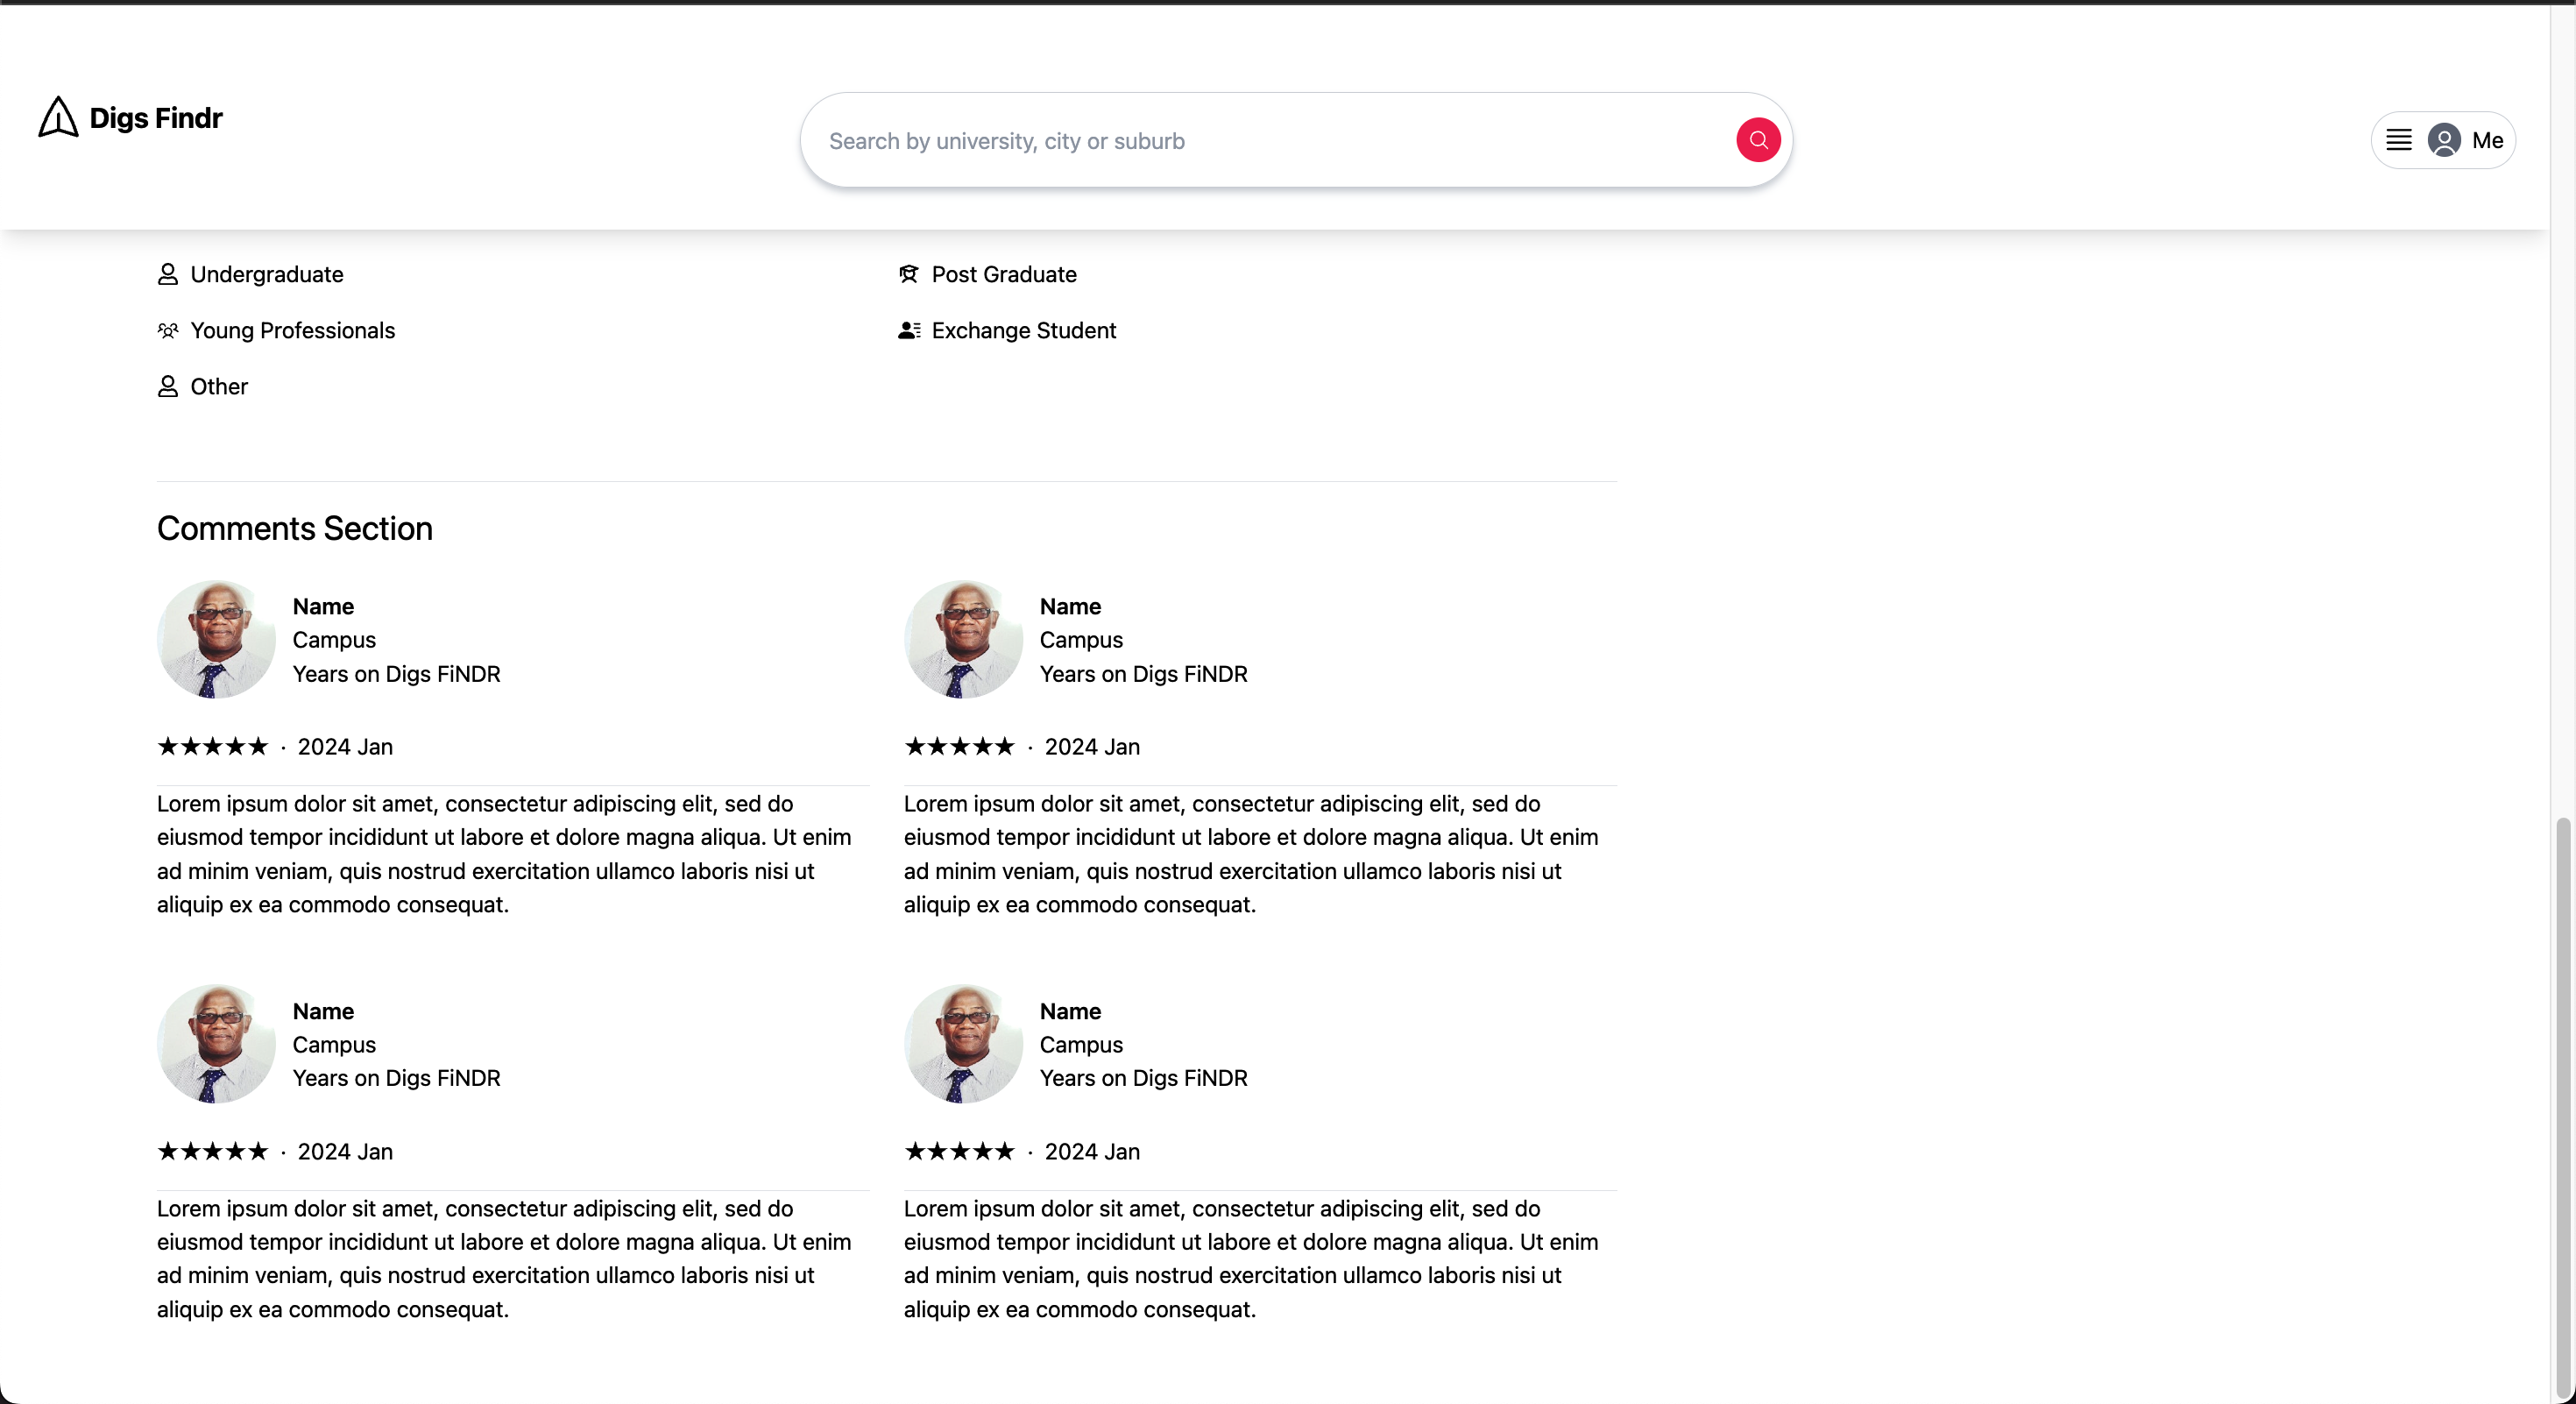 Digs Findr
Search by university, city or suburb
Me
Undergraduate
Post Graduate
Young Professionals
Exchange Student
Other
Comments Section
Name
Campus
Years on Digs FiNDR
★★★★★ · 2024 Jan
Lorem ipsum dolor sit amet, consectetur adipiscing elit, sed do
eiusmod tempor incididunt ut labore et dolore magna aliqua. Ut enim
ad minim veniam, quis nostrud exercitation ullamco laboris nisi ut
aliquip ex ea commodo consequat.
Name
Campus
Years on Digs FiNDR
★★★★★ · 2024 Jan
Lorem ipsum dolor sit amet, consectetur adipiscing elit, sed do
eiusmod tempor incididunt ut labore et dolore magna aliqua. Ut enim
ad minim veniam, quis nostrud exercitation ullamco laboris nisi ut
aliquip ex ea commodo consequat.
Name
Campus
Years on Digs FiNDR
★★★★★ · 2024 Jan
Lorem ipsum dolor sit amet, consectetur adipiscing elit, sed do
eiusmod tempor incididunt ut labore et dolore magna aliqua. Ut enim
ad minim veniam, quis nostrud exercitation ullamco laboris nisi ut
aliquip ex ea commodo consequat.
Name
Campus
Years on Digs FiNDR
★★★★★ · 2024 Jan
Lorem ipsum dolor sit amet, consectetur adipiscing elit, sed do
eiusmod tempor incididunt ut labore et dolore magna aliqua. Ut enim
ad minim veniam, quis nostrud exercitation ullamco laboris nisi ut
aliquip ex ea commodo consequat.